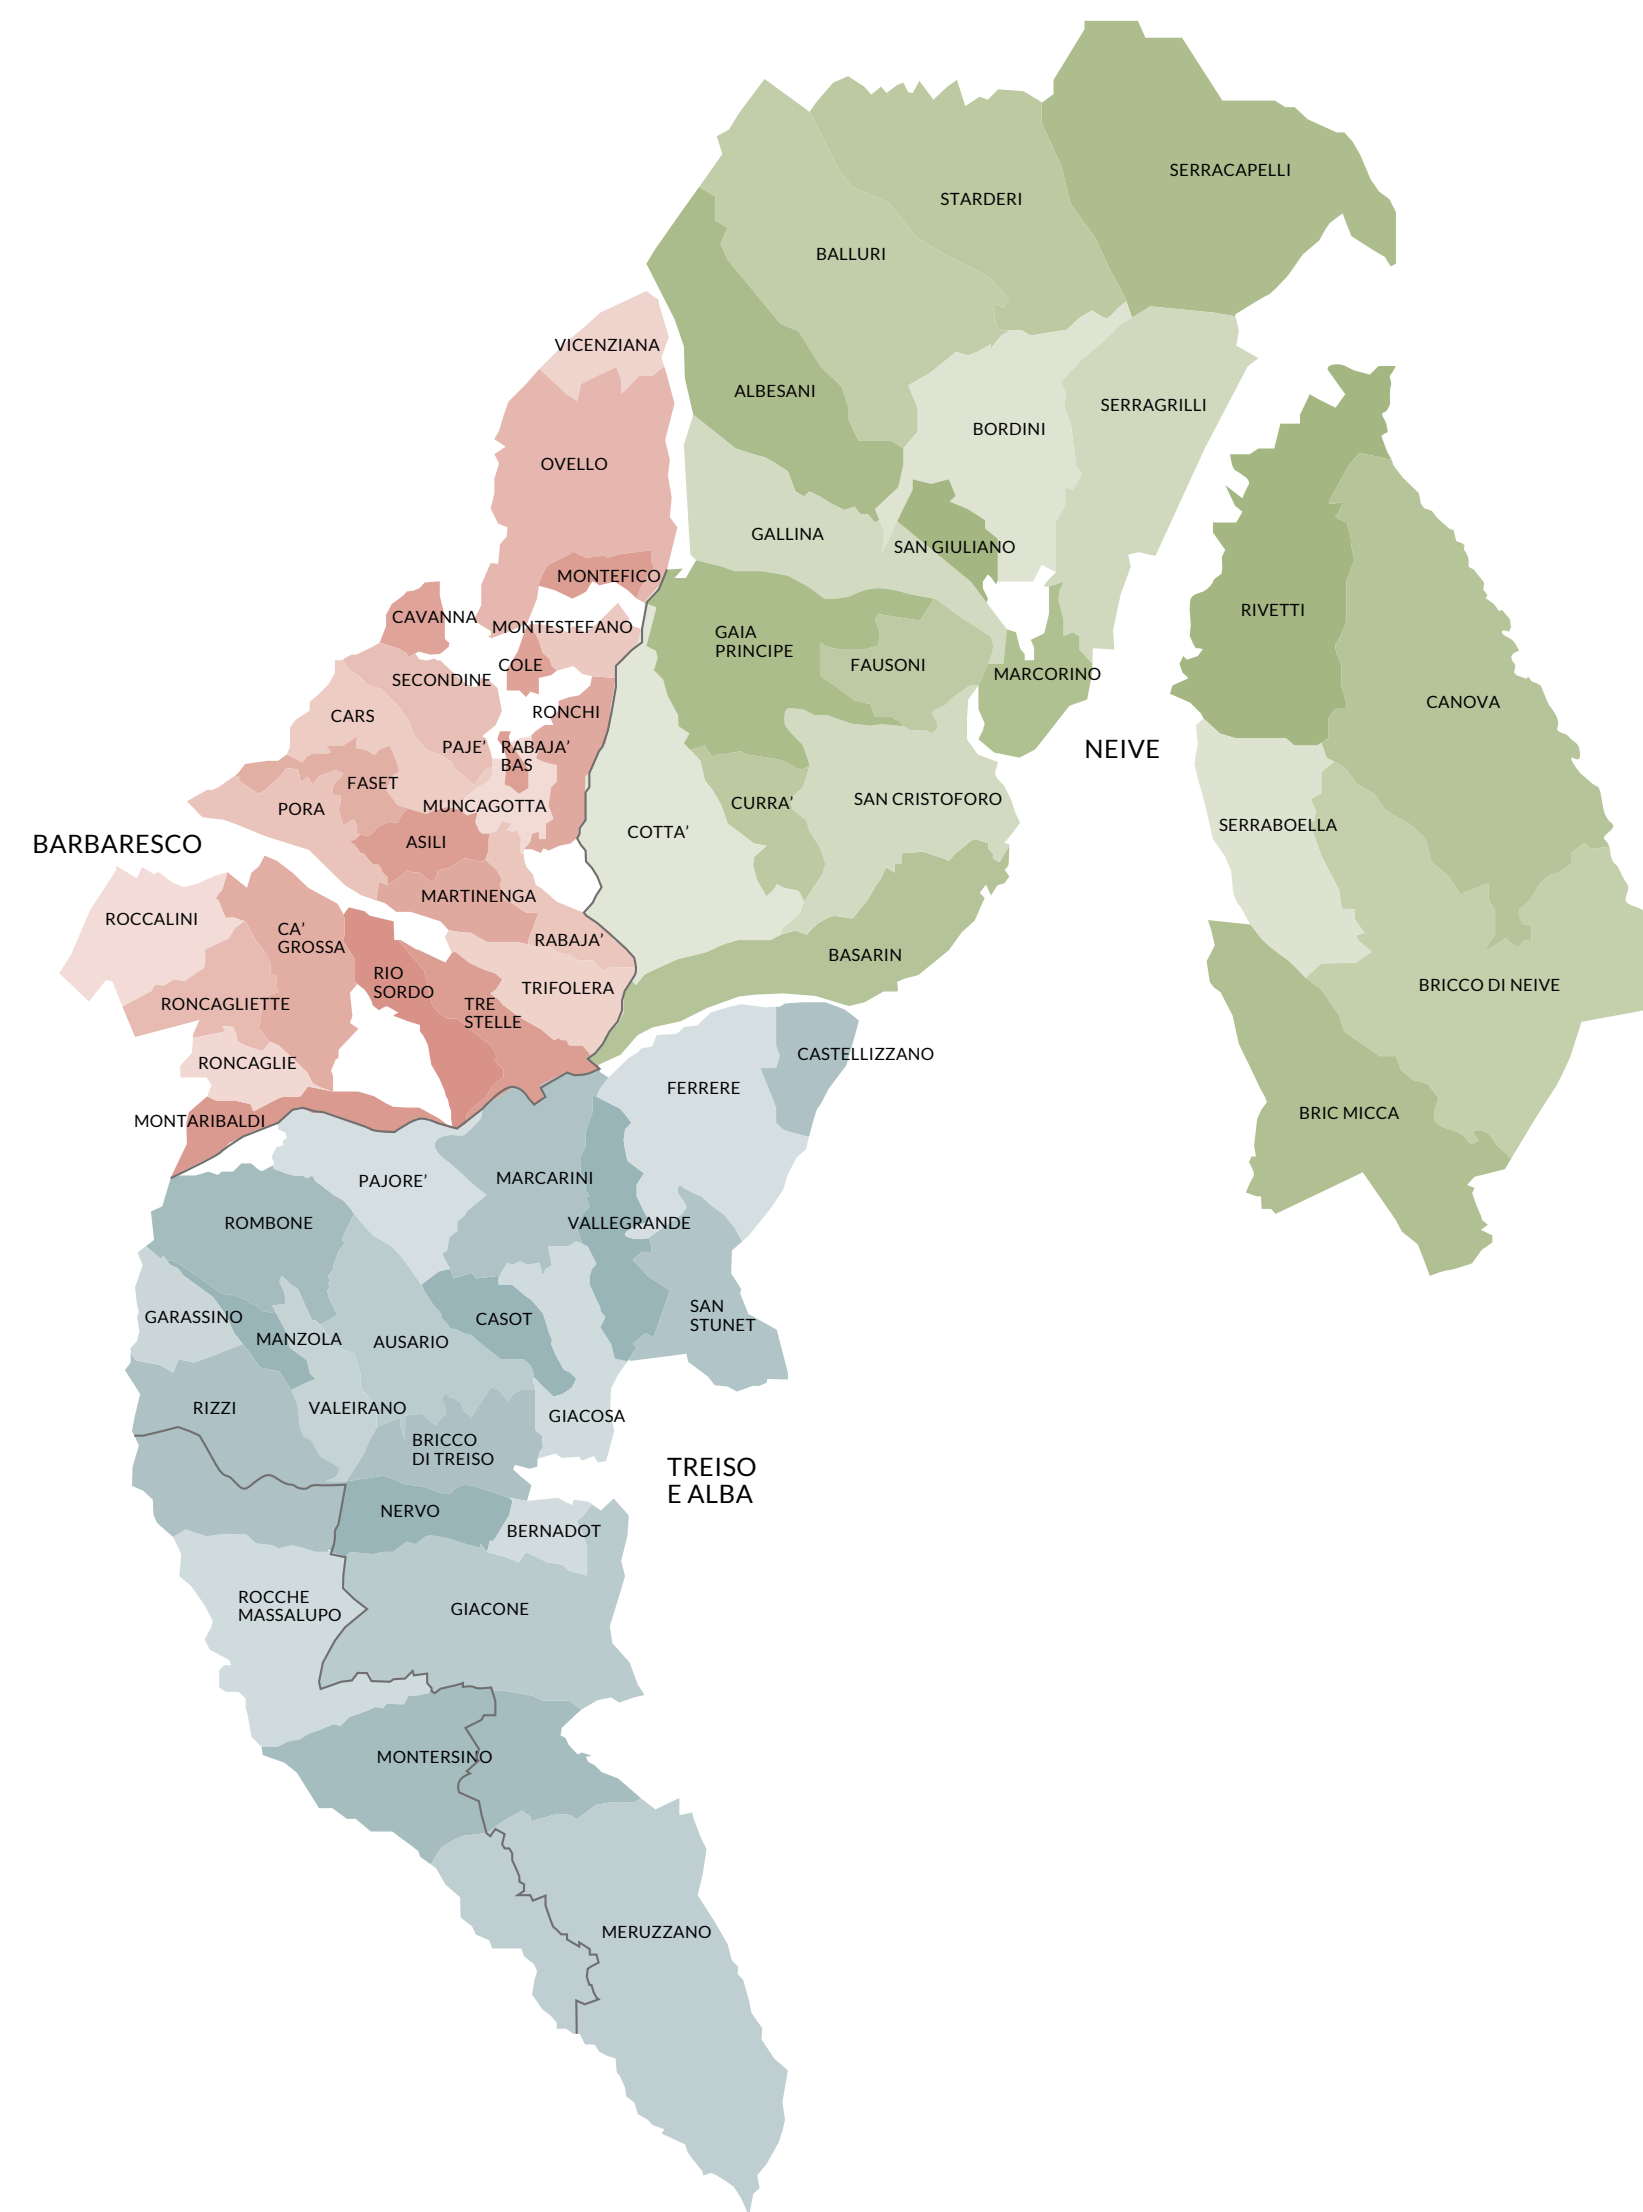 SERRACAPELLI
STARDERI
BALLURI
VICENZIANA
ALBESANI
SERRAGRILLI
BORDINI
OVELLO
GALLINA
SAN GIULIANO
MONTEFICO
CAVANNA
MONTESTEFANO
GAIA
PRINCIPE
RIVETTI
COLE
FAUSONI
SECONDINE
MARCORINO
CANOVA
CARS
RONCHI
PAJE’
RABAJA’
BAS
NEIVE
FASET
PORA
MUNCAGOTTA
CURRA’
SAN CRISTOFORO
SERRABOELLA
COTTA’
BARBARESCO
ASILI
MARTINENGA
ROCCALINI
CA’
GROSSA
RABAJA’
BASARIN
RIO
SORDO
TRIFOLERA
BRICCO DI NEIVE
RONCAGLIETTE
TRE
STELLE
RONCAGLIE
CASTELLIZZANO
FERRERE
MONTARIBALDI
BRIC MICCA
PAJORE’
MARCARINI
ROMBONE
VALLEGRANDE
GARASSINO
CASOT
SAN
STUNET
MANZOLA
AUSARIO
RIZZI
VALEIRANO
GIACOSA
BRICCO
DI TREISO
TREISO
E ALBA
NERVO
BERNADOT
ROCCHE
MASSALUPO
GIACONE
MONTERSINO
MERUZZANO